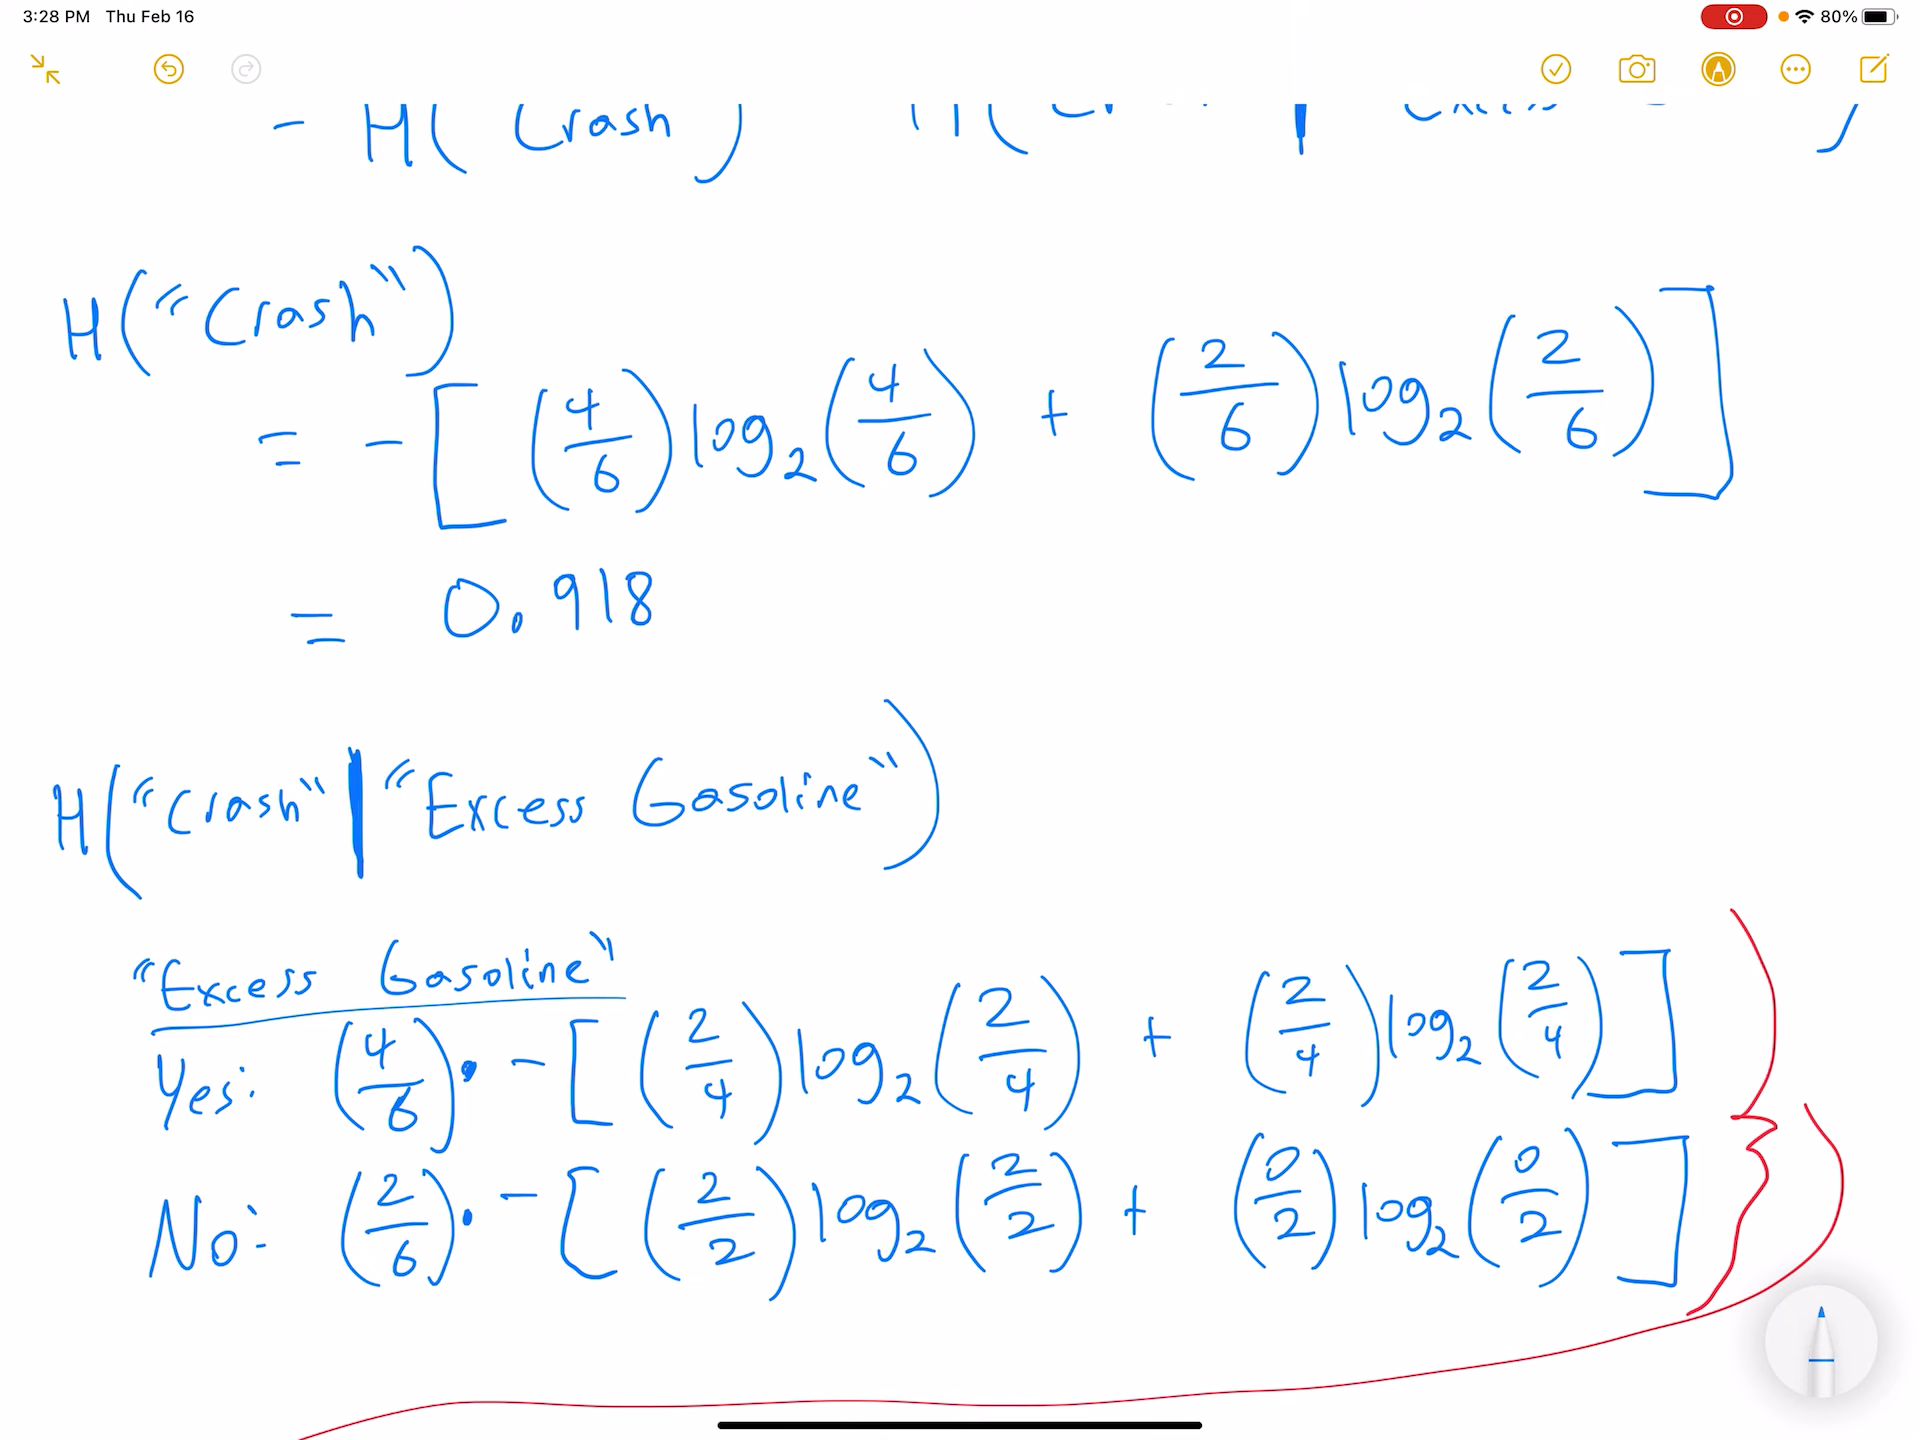 3:28 PM Thu Feb 16 80%
- H( Crash ) H( | Excess )
H("Crash")
= - [ (4/6) log₂ (4/6) + (2/6) log₂ (2/6) ]
= 0.918
H("Crash" | "Excess Gasoline")
"Excess Gasoline"
Yes: (4/6) · - [ (2/4) log₂ (2/4) + (2/4) log₂ (2/4) ]
No: (2/6) · - [ (2/2) log₂ (2/2) + (0/2) log₂ (0/2) ]